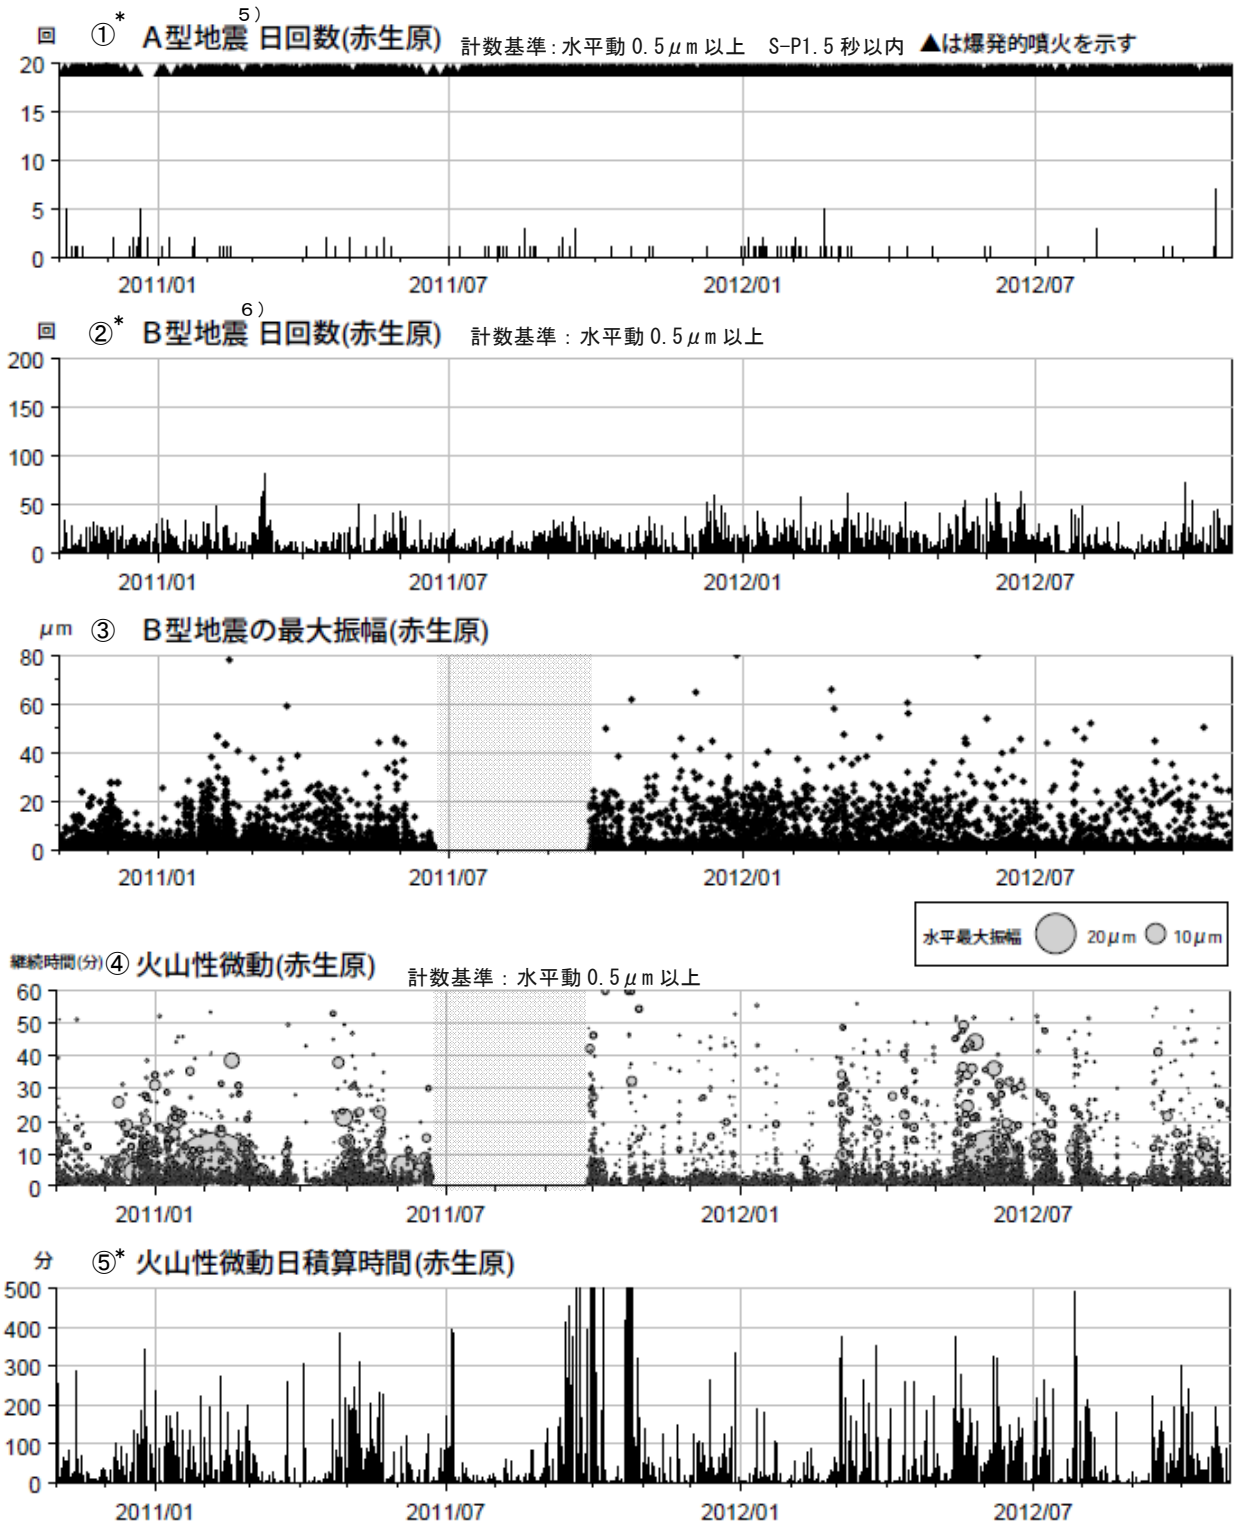 回 ①* A型地震 5) 日回数(赤生原) 計数基準:水平動 0.5μm以上 S-P1.5秒以内 ▲は爆発的噴火を示す
20
15
10
5
0
2011/01 2011/07 2012/01 2012/07
回 ②* B型地震 6) 日回数(赤生原) 計数基準:水平動 0.5μm以上
200
150
100
50
0
2011/01 2011/07 2012/01 2012/07
μm ③ B型地震の最大振幅(赤生原)
80
60
40
20
0
2011/01 2011/07 2012/01 2012/07
水平最大振幅 20μm 10μm
継続時間(分) ④ 火山性微動(赤生原) 計数基準:水平動 0.5μm以上
60
50
40
30
20
10
0
2011/01 2011/07 2012/01 2012/07
分 ⑤* 火山性微動日積算時間(赤生原)
500
400
300
200
100
0
2011/01 2011/07 2012/01 2012/07